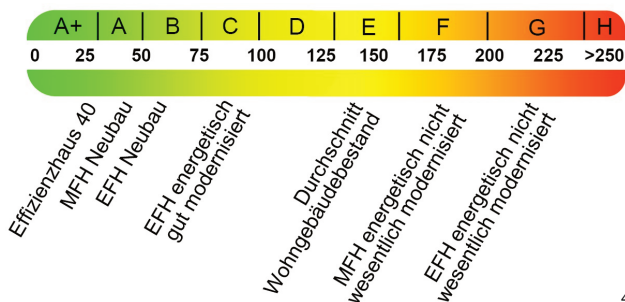 A+ A B C D E F G H
0 25 50 75 100 125 150 175 200 225 >250
Effizienzhaus 40
MFH Neubau
EFH Neubau
EFH energetisch
gut modernisiert
Durchschnitt
Wohngebäudebestand
MFH energetisch nicht
wesentlich modernisiert
EFH energetisch nicht
wesentlich modernisiert